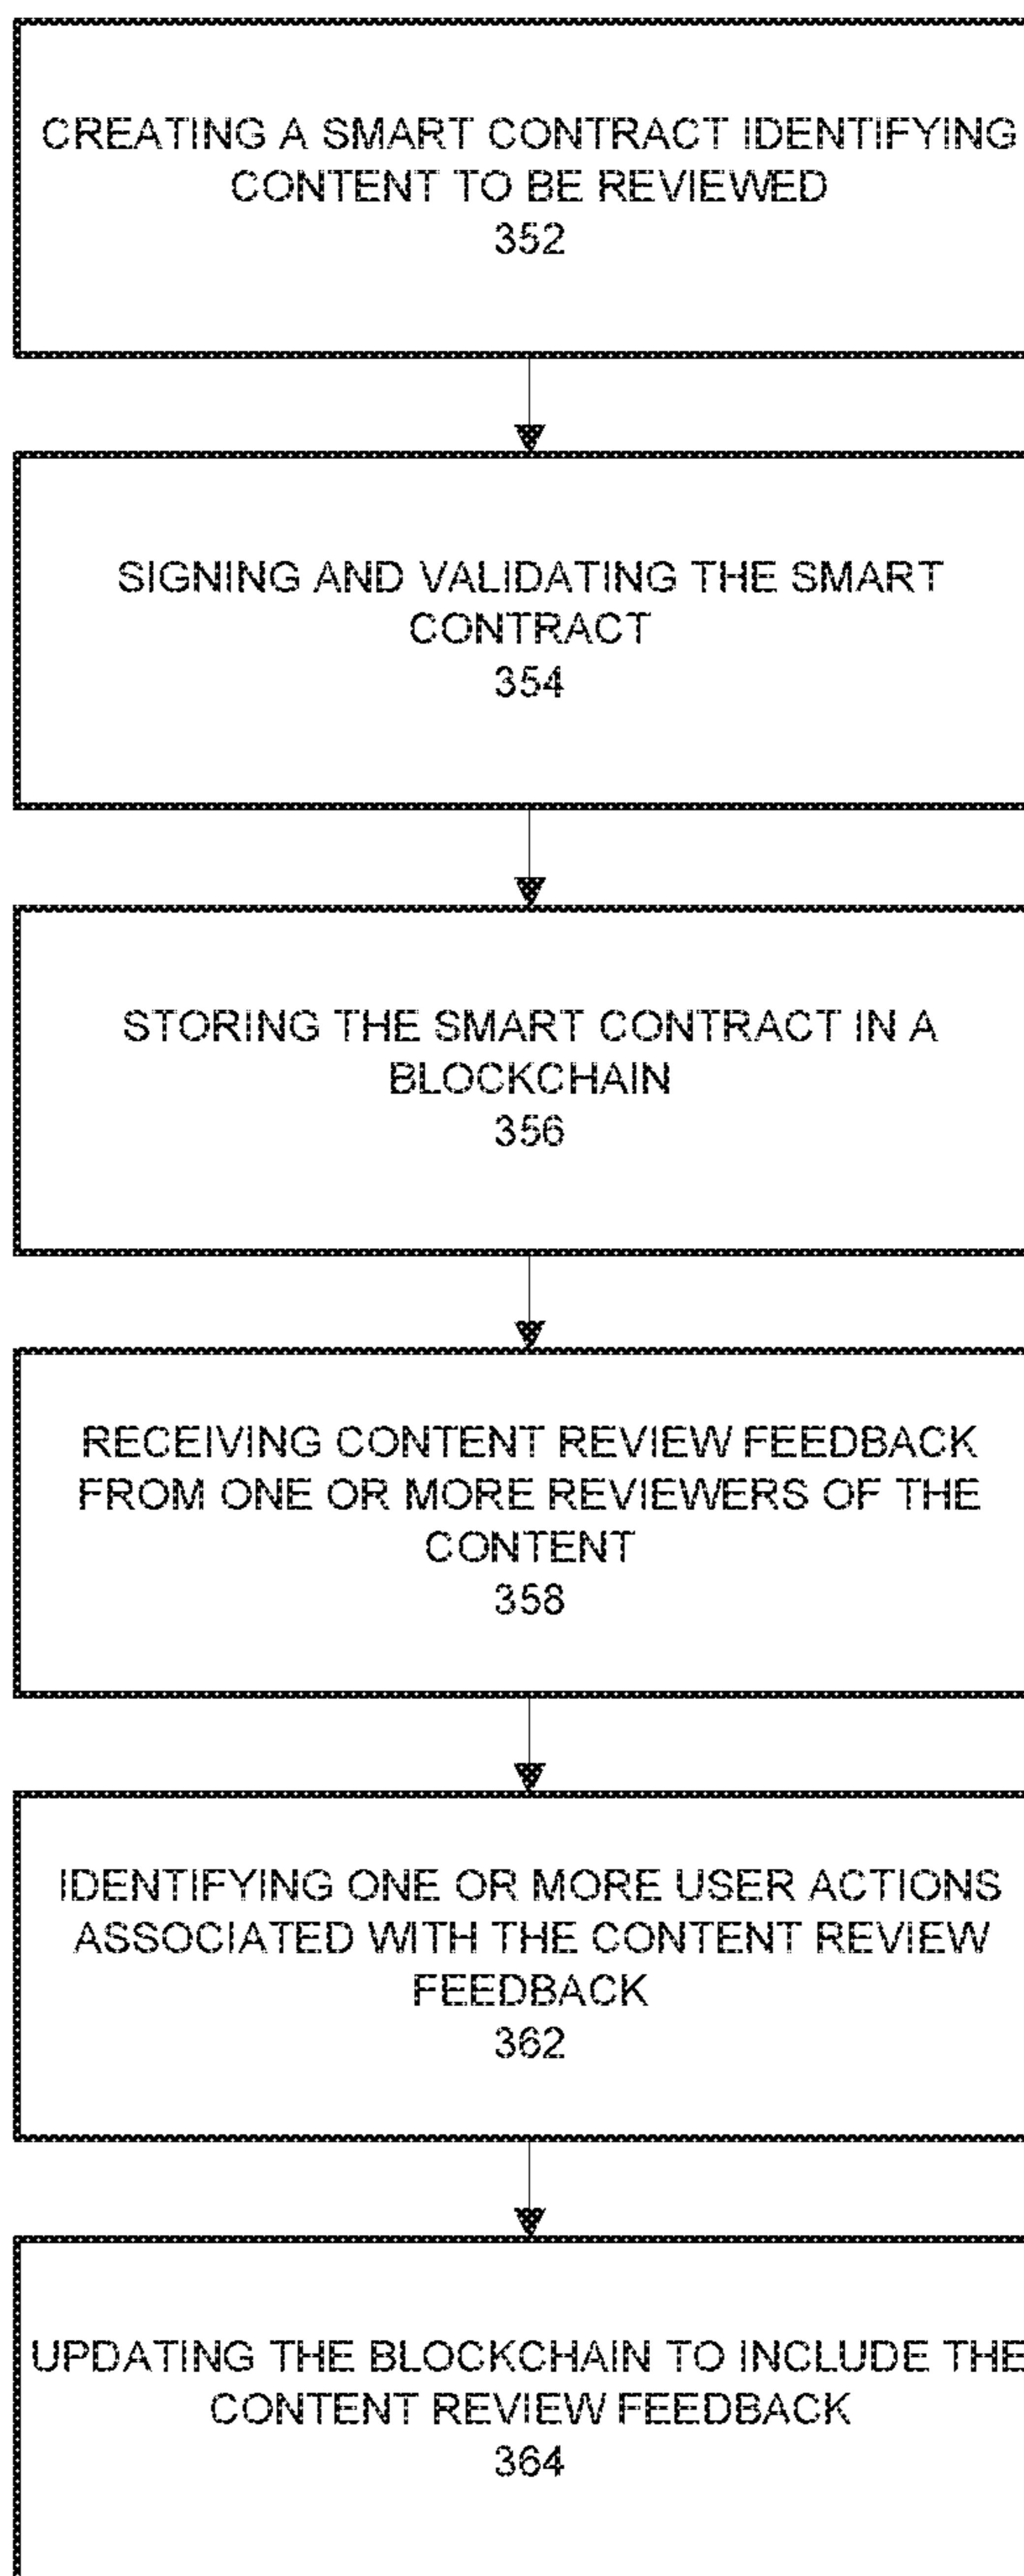 CREATING A SMART CONTRACT IDENTIFYING
CONTENT TO BE REVIEWED
352
SIGNING AND VALIDATING THE SMART
CONTRACT
354
STORING THE SMART CONTRACT IN A
BLOCKCHAIN
356
RECEIVING CONTENT REVIEW FEEDBACK
FROM ONE OR MORE REVIEWERS OF THE
CONTENT
358
IDENTIFYING ONE OR MORE USER ACTIONS
ASSOCIATED WITH THE CONTENT REVIEW
FEEDBACK
362
UPDATING THE BLOCKCHAIN TO INCLUDE THE
CONTENT REVIEW FEEDBACK
364